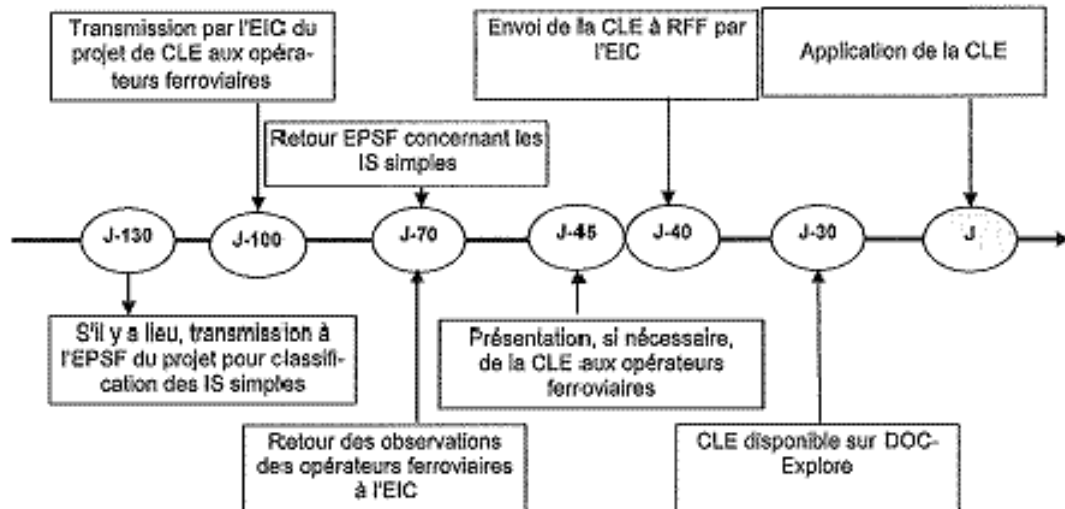 Transmission par l'EIC du
projet de CLE aux opéra-
teurs ferroviaires
Envoi de la CLE à RFF par
l'EIC
Application de la CLE
Retour EPSF concernant les
IS simples
J-130
J-100
J-70
J-45
J-40
J-30
J
S'il y a lieu, transmission à
l'EPSF du projet pour classifi-
cation des IS simples
Présentation, si nécessaire,
de la CLE aux opérateurs
ferroviaires
Retour des observations
des opérateurs ferroviaires
à l'EIC
CLE disponible sur DOC-
Explore